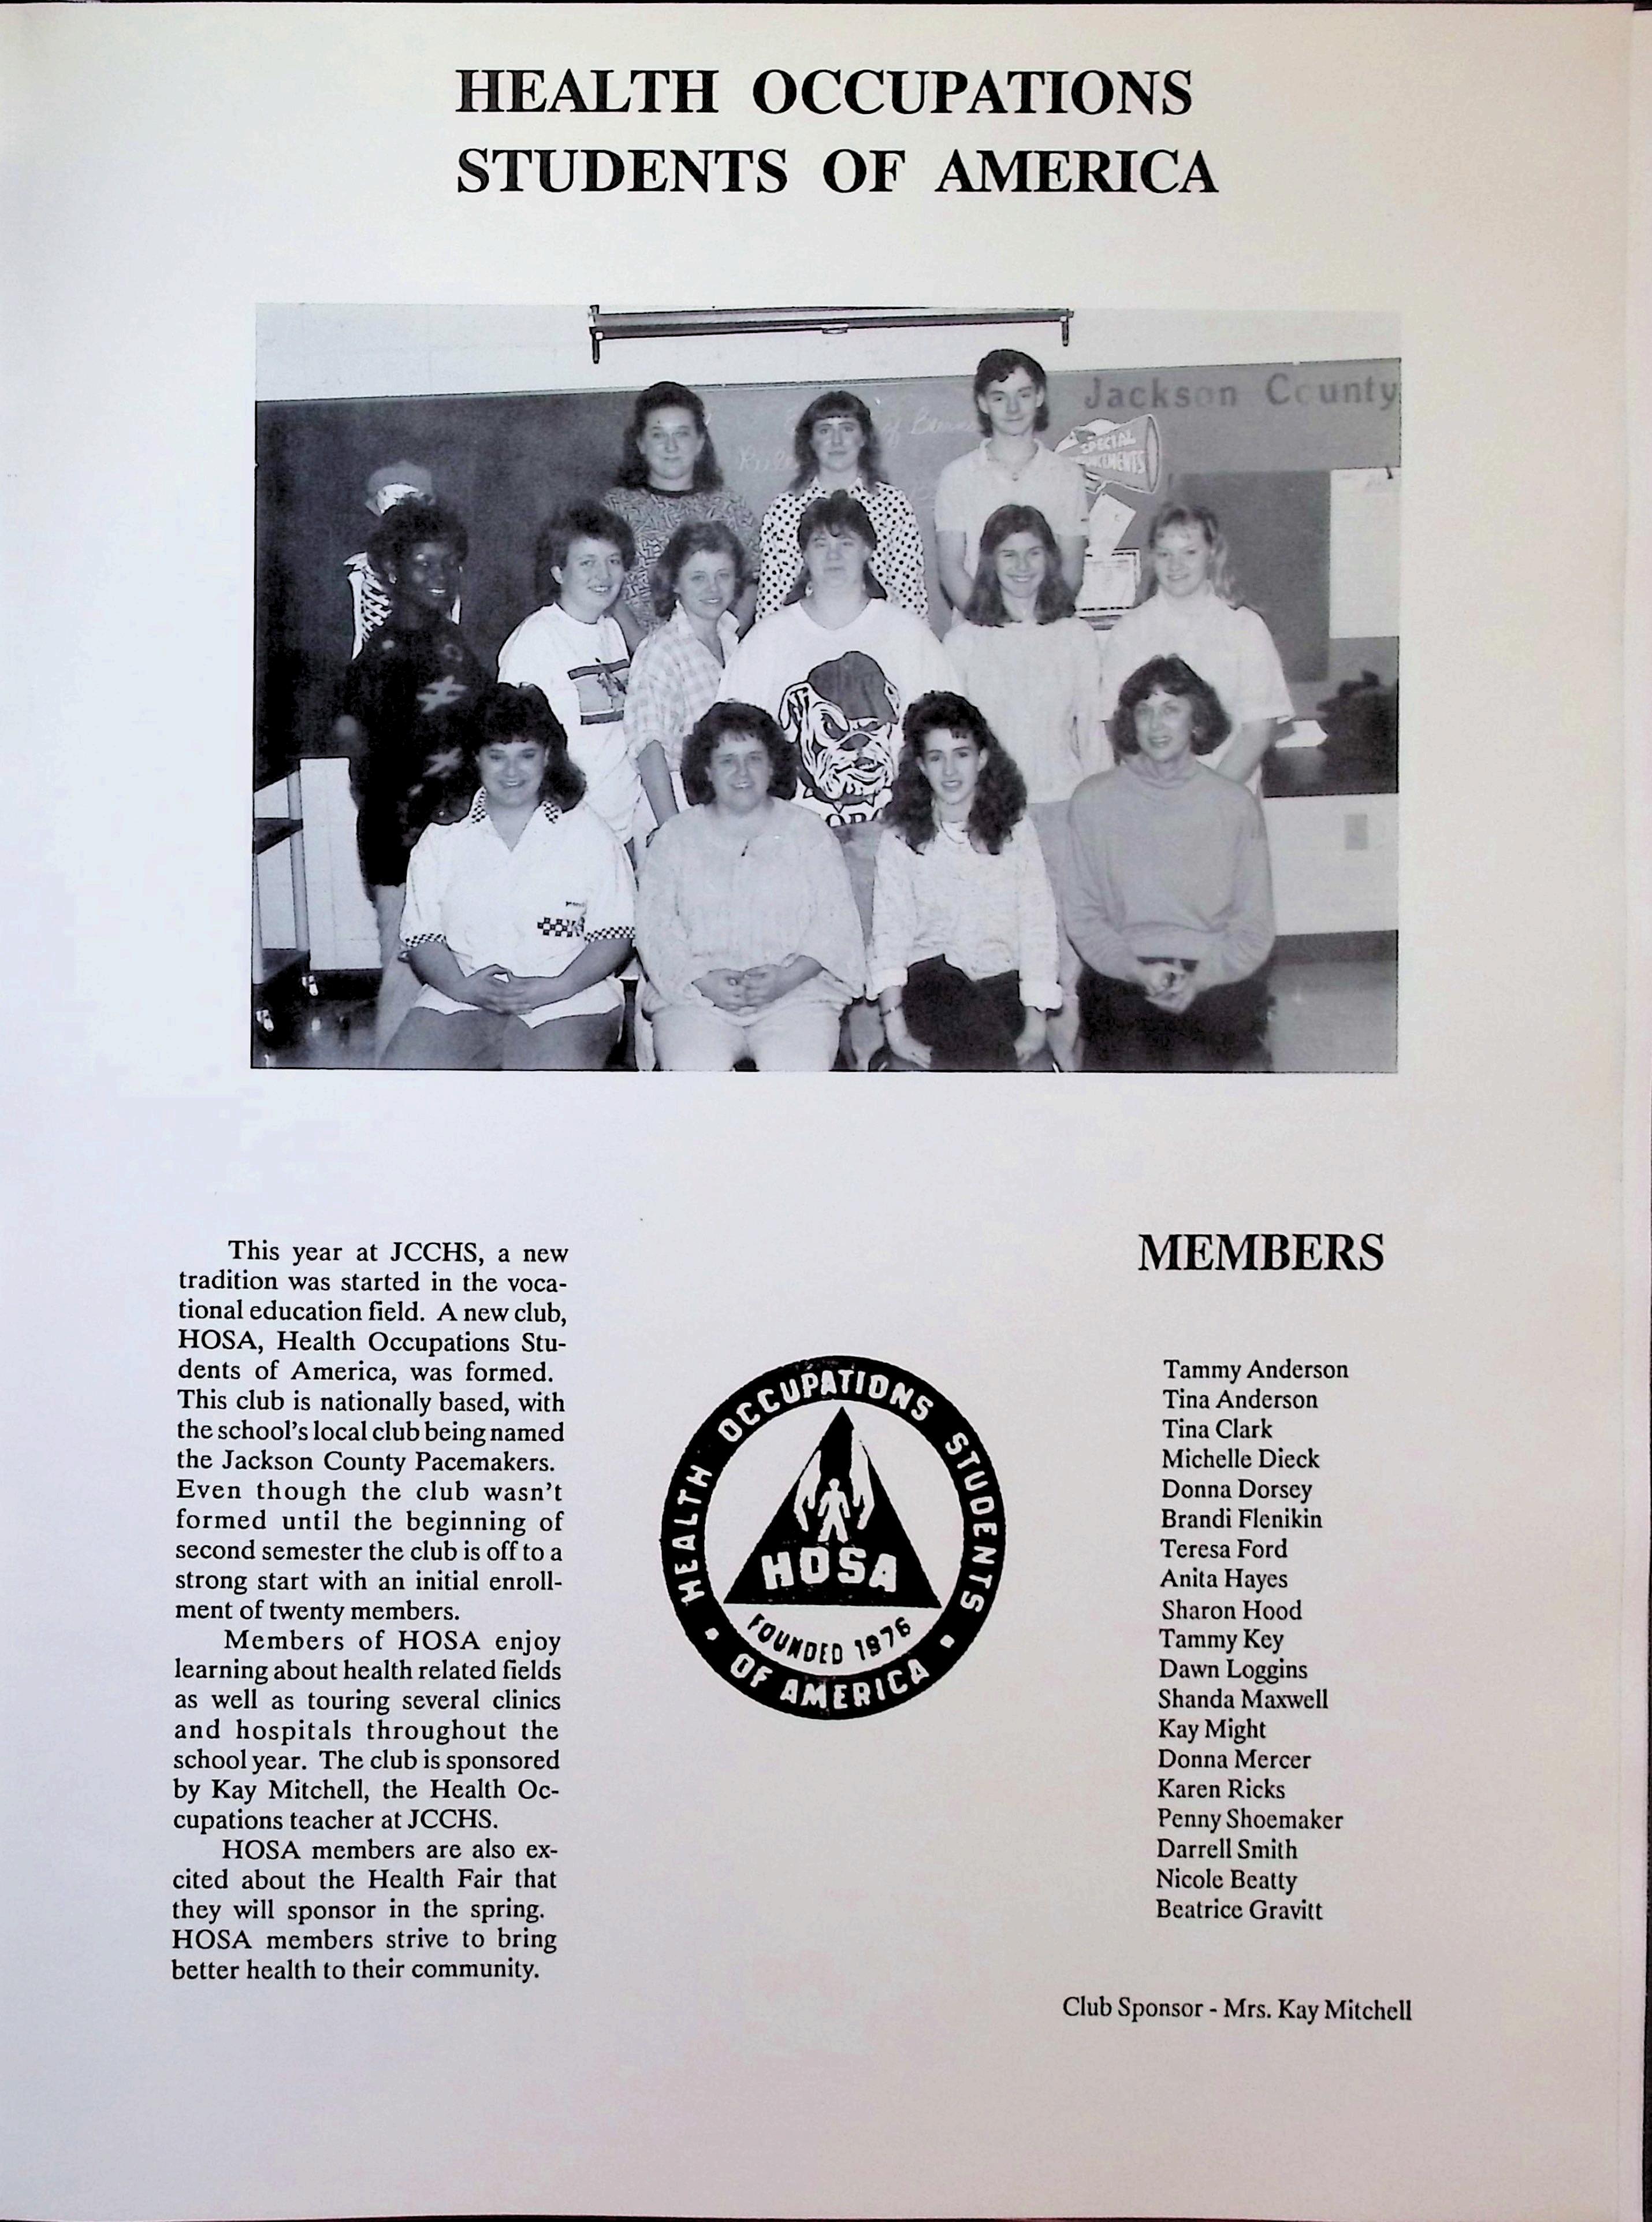 HEALTH OCCUPATIONS
STUDENTS OF AMERICA
Jackson County
SPECIAL
This year at JCCHS, a new
tradition was started in the voca-
tional education field. A new club,
HOSA, Health Occupations Stu-
dents of America, was formed.
This club is nationally based, with
the school's local club being named
the Jackson County Pacemakers.
Even though the club wasn't
formed until the beginning of
second semester the club is off to a
strong start with an initial enroll-
ment of twenty members.
Members of HOSA enjoy
learning about health related fields
as well as touring several clinics
and hospitals throughout the
school year. The club is sponsored
by Kay Mitchell, the Health Oc-
cupations teacher at JCCHS.
HOSA members are also ex-
cited about the Health Fair that
they will sponsor in the spring.
HOSA members strive to bring
better health to their community.
HEALTH OCCUPATIONS STUDENTS
HOSA
FOUNDED 1976
OF AMERICA
MEMBERS
Tammy Anderson
Tina Anderson
Tina Clark
Michelle Dieck
Donna Dorsey
Brandi Flenikin
Teresa Ford
Anita Hayes
Sharon Hood
Tammy Key
Dawn Loggins
Shanda Maxwell
Kay Might
Donna Mercer
Karen Ricks
Penny Shoemaker
Darrell Smith
Nicole Beatty
Beatrice Gravitt
Club Sponsor - Mrs. Kay Mitchell